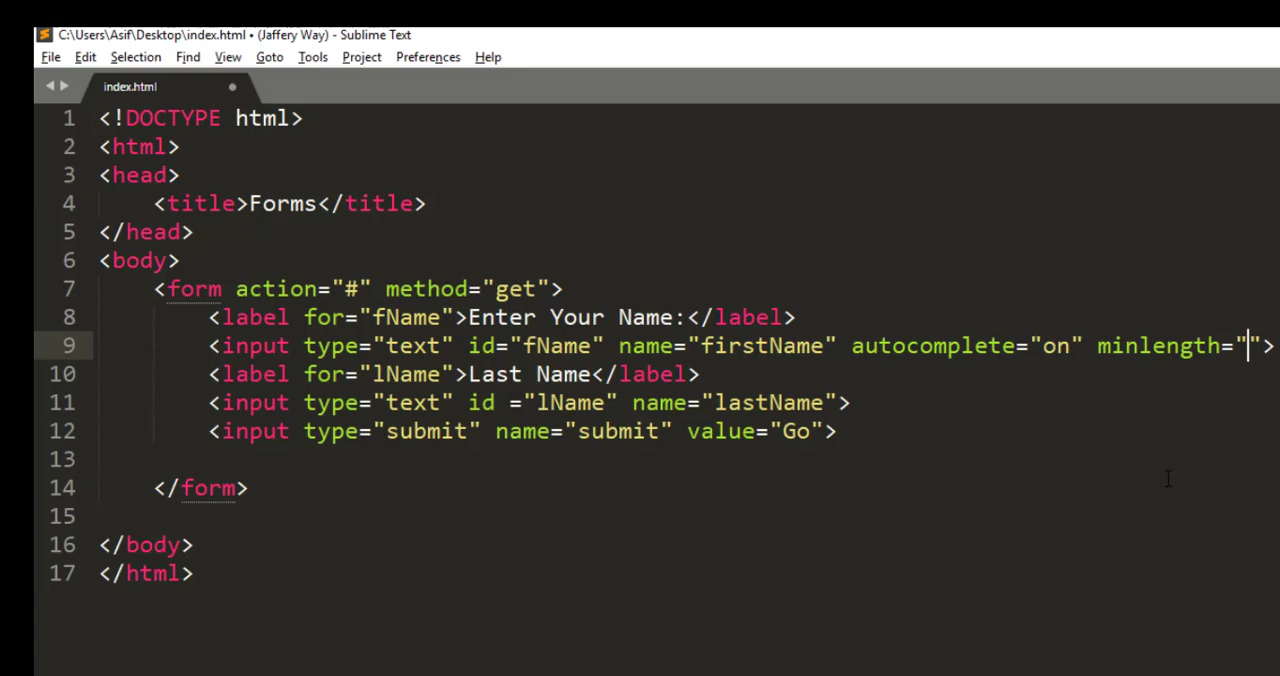 C:\Users\Asif\Desktop\index.html • (Jaffery Way) - Sublime Text
File Edit Selection Find View Goto Tools Project Preferences Help
index.html
1 <!DOCTYPE html>
2 <html>
3 <head>
4 <title>Forms</title>
5 </head>
6 <body>
7 <form action="#" method="get">
8 <label for="fName">Enter Your Name:</label>
9 <input type="text" id="fName" name="firstName" autocomplete="on" minlength="">
10 <label for="lName">Last Name</label>
11 <input type="text" id ="lName" name="lastName">
12 <input type="submit" name="submit" value="Go">
13
14 </form>
15
16 </body>
17 </html>